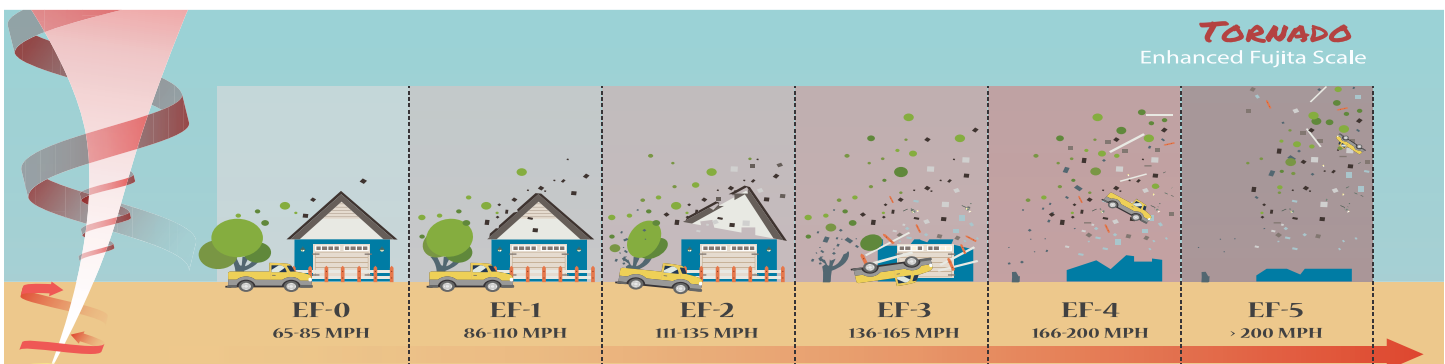 TORNADO
Enhanced Fujita Scale
EF-0
65-85 MPH
EF-1
86-110 MPH
EF-2
111-135 MPH
EF-3
136-165 MPH
EF-4
166-200 MPH
EF-5
> 200 MPH